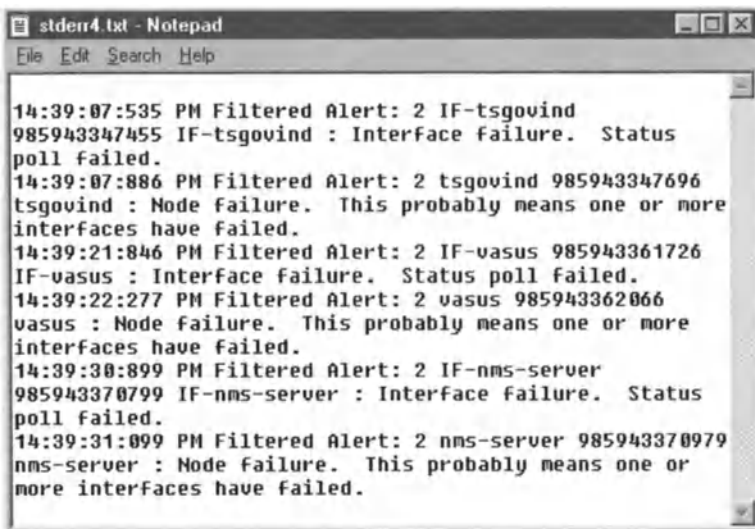 stderr4.txt - Notepad
File Edit Search Help
14:39:07:535 PM Filtered Alert: 2 IF-tsgovind
985943347455 IF-tsgovind : Interface failure. Status
poll failed.
14:39:07:886 PM Filtered Alert: 2 tsgovind 985943347696
tsgovind : Node failure. This probably means one or more
interfaces have failed.
14:39:21:846 PM Filtered Alert: 2 IF-vasus 985943361726
IF-vasus : Interface failure. Status poll failed.
14:39:22:277 PM Filtered Alert: 2 vasus 985943362066
vasus : Node failure. This probably means one or more
interfaces have failed.
14:39:30:899 PM Filtered Alert: 2 IF-nms-server
985943370799 IF-nms-server : Interface failure. Status
poll failed.
14:39:31:099 PM Filtered Alert: 2 nms-server 985943370979
nms-server : Node failure. This probably means one or
more interfaces have failed.